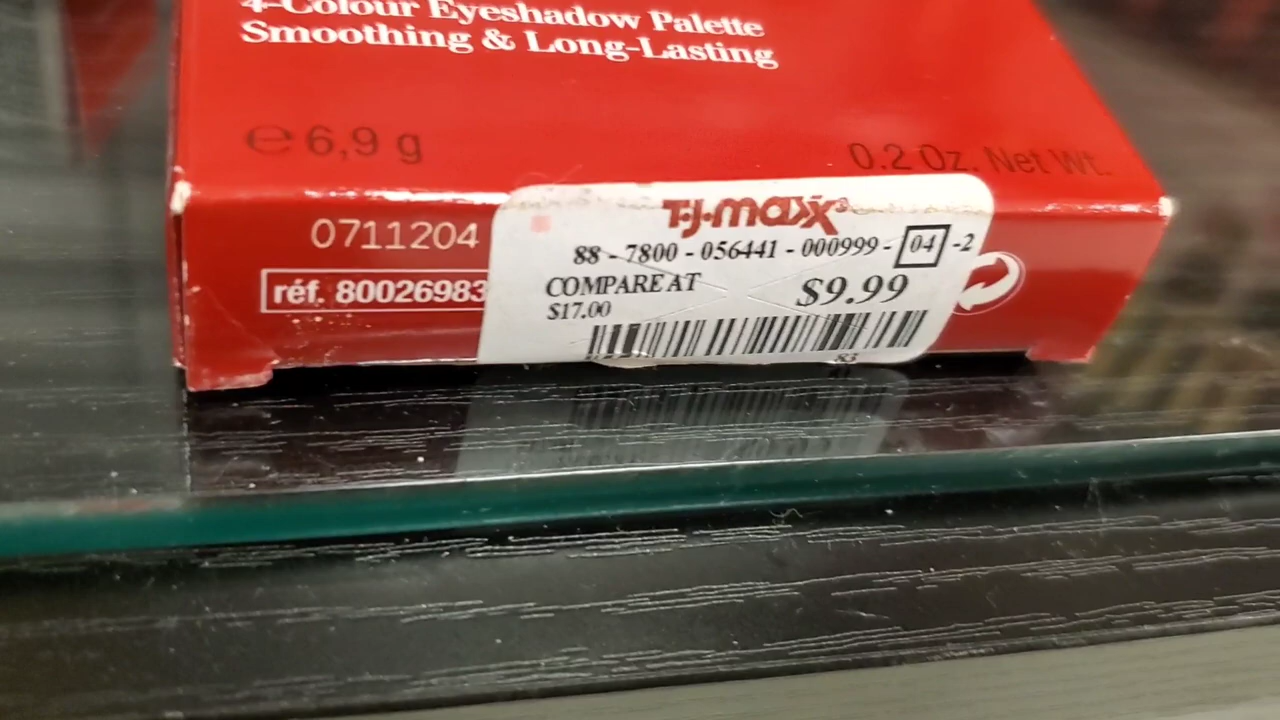 4-Colour Eyeshadow Palette
Smoothing & Long-Lasting
e 6,9 g
0.2 Oz. Net Wt.
0711204
réf. 80026983
T·J·maxx
88 - 7800 - 056441 - 000999 - 04 -2
COMPARE AT
$17.00
$9.99
83